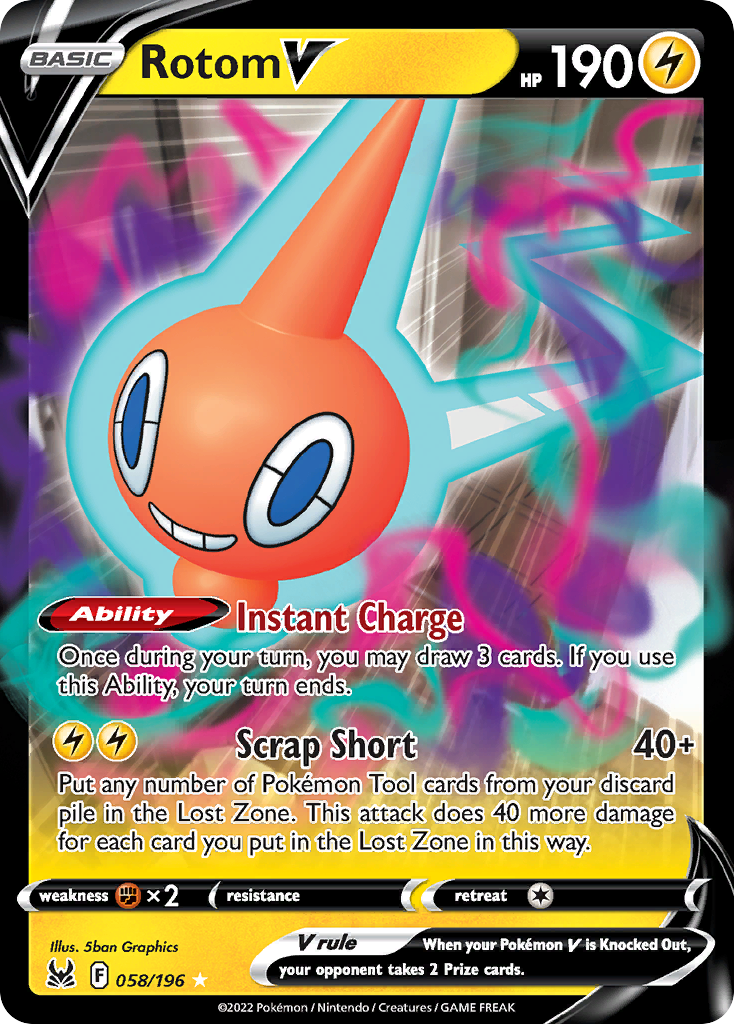 BASIC Rotom V HP 190
Ability Instant Charge
Once during your turn, you may draw 3 cards. If you use
this Ability, your turn ends.
Scrap Short 40+
Put any number of Pokémon Tool cards from your discard
pile in the Lost Zone. This attack does 40 more damage
for each card you put in the Lost Zone in this way.
weakness ×2 resistance retreat
Illus. 5ban Graphics
V rule When your Pokémon V is Knocked Out,
your opponent takes 2 Prize cards.
F 058/196 ★
©2022 Pokémon / Nintendo / Creatures / GAME FREAK